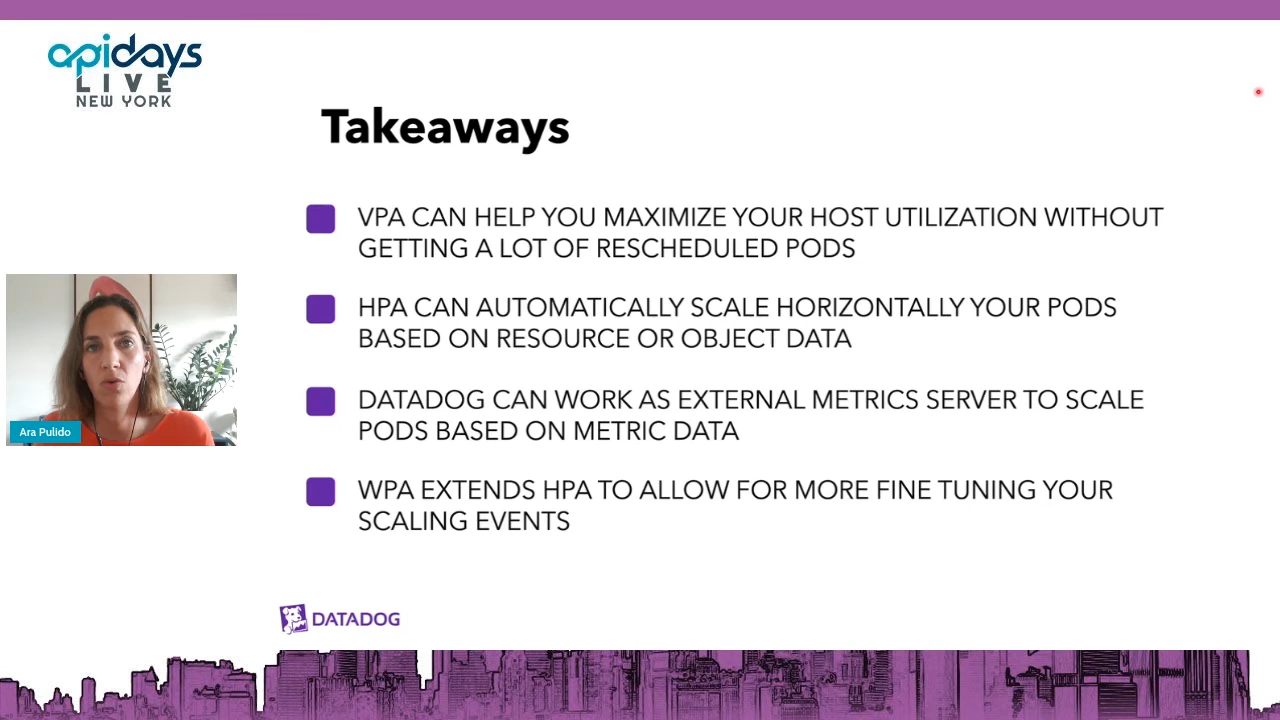 apidays
LIVE
NEW YORK
Takeaways
VPA CAN HELP YOU MAXIMIZE YOUR HOST UTILIZATION WITHOUT
GETTING A LOT OF RESCHEDULED PODS
HPA CAN AUTOMATICALLY SCALE HORIZONTALLY YOUR PODS
BASED ON RESOURCE OR OBJECT DATA
DATADOG CAN WORK AS EXTERNAL METRICS SERVER TO SCALE
PODS BASED ON METRIC DATA
WPA EXTENDS HPA TO ALLOW FOR MORE FINE TUNING YOUR
SCALING EVENTS
Ara Pulido
DATADOG